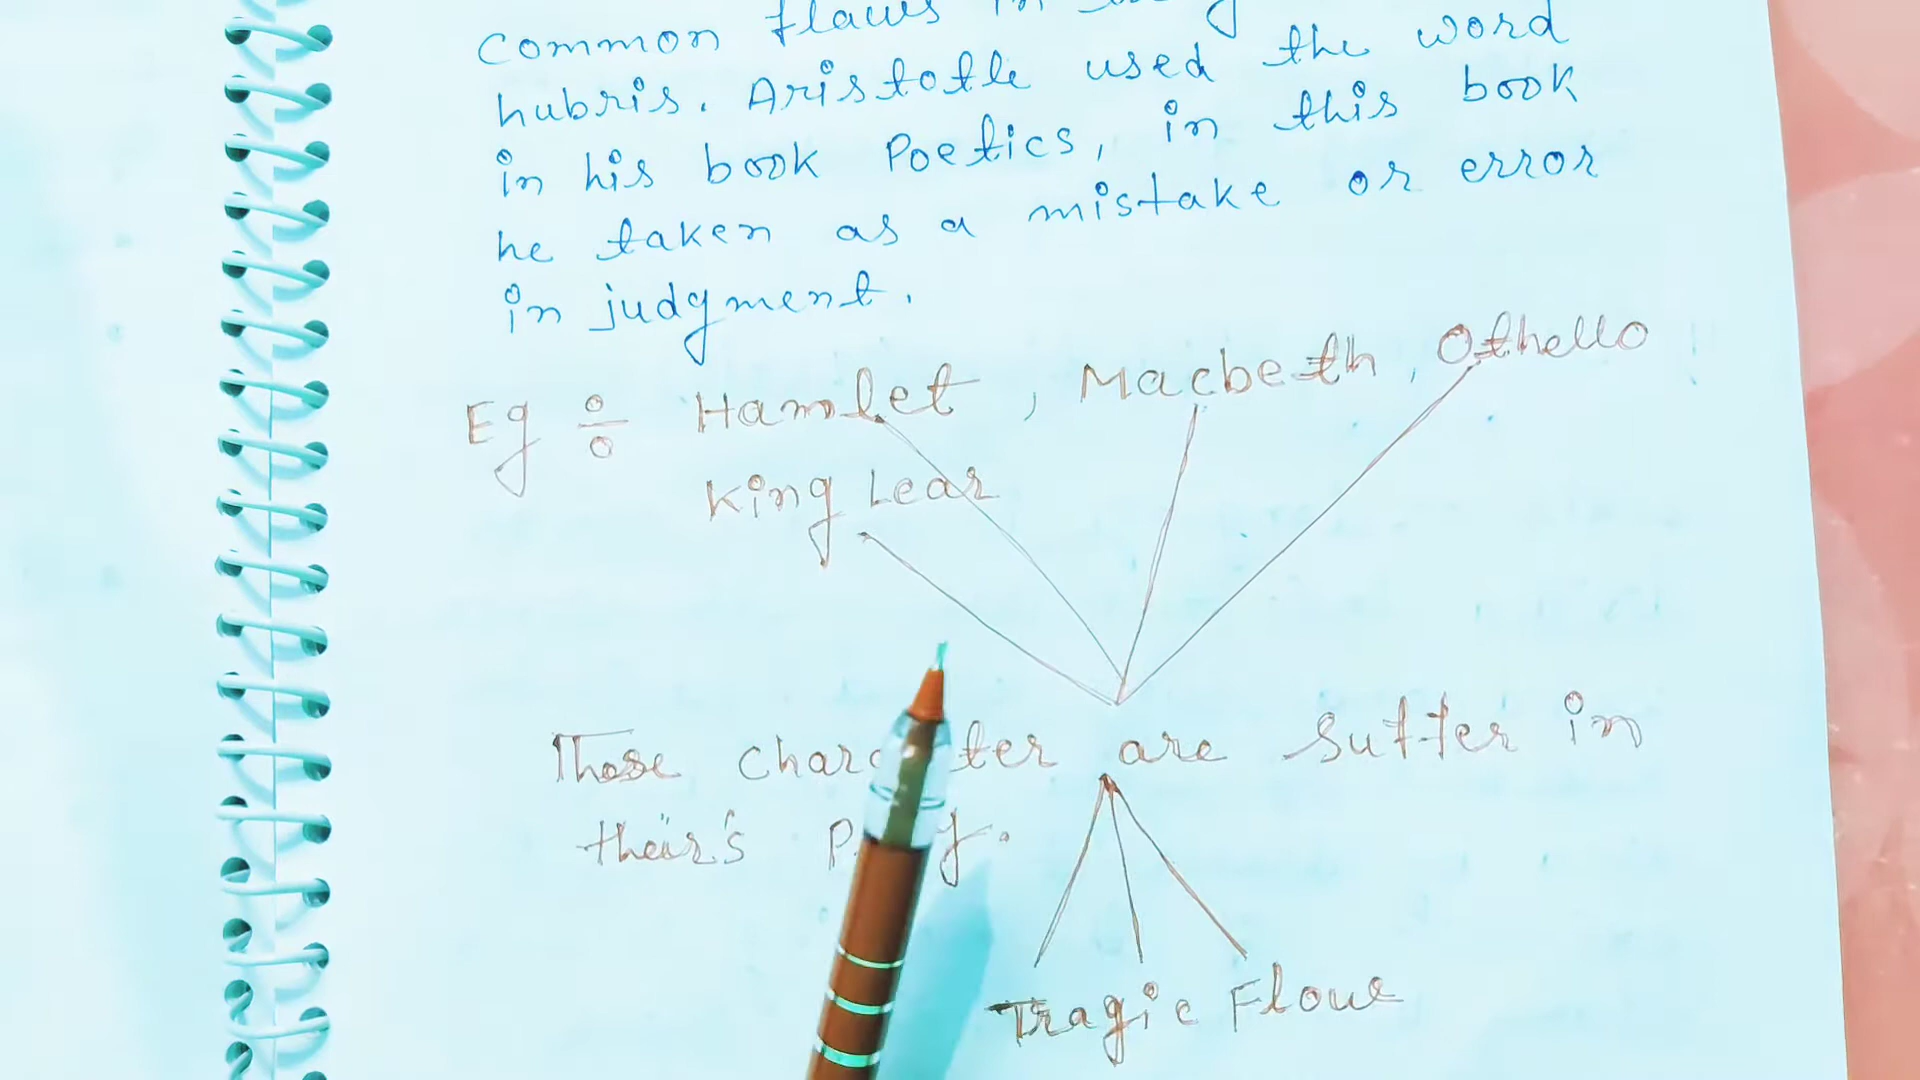 common flaws in
hubris. Aristotle used the word
in his book Poetics, in this book
he taken as a mistake or error
in judgment.
Eg ÷ Hamlet, Macbeth, Othello
King Lear
These character are suffer in
their's
Tragic Flowe